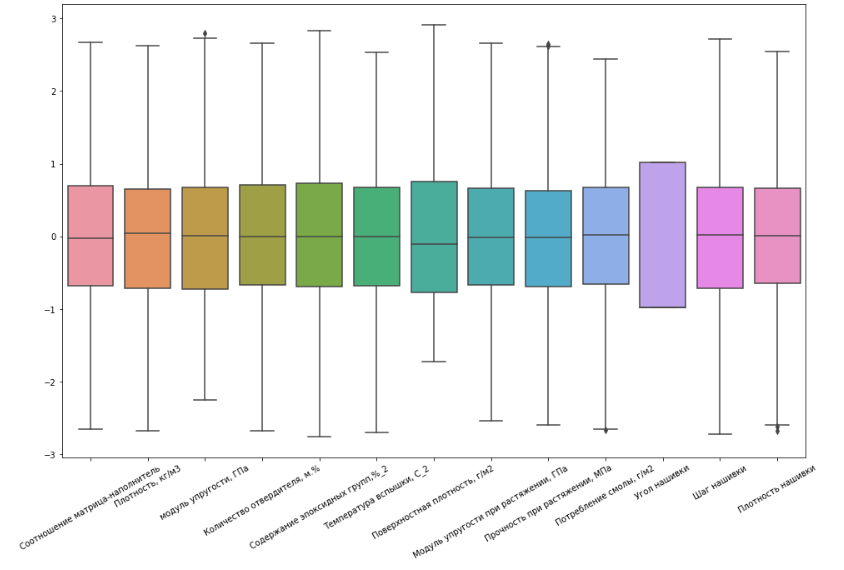 3
2
1
0
−1
−2
−3
Соотношение матрица-наполнитель
Плотность, кг/м3
модуль упругости, ГПа
Количество отвердителя, м.%
Содержание эпоксидных групп,%_2
Температура вспышки, С_2
Поверхностная плотность, г/м2
Модуль упругости при растяжении, ГПа
Прочность при растяжении, МПа
Потребление смолы, г/м2
Угол нашивки
Шаг нашивки
Плотность нашивки